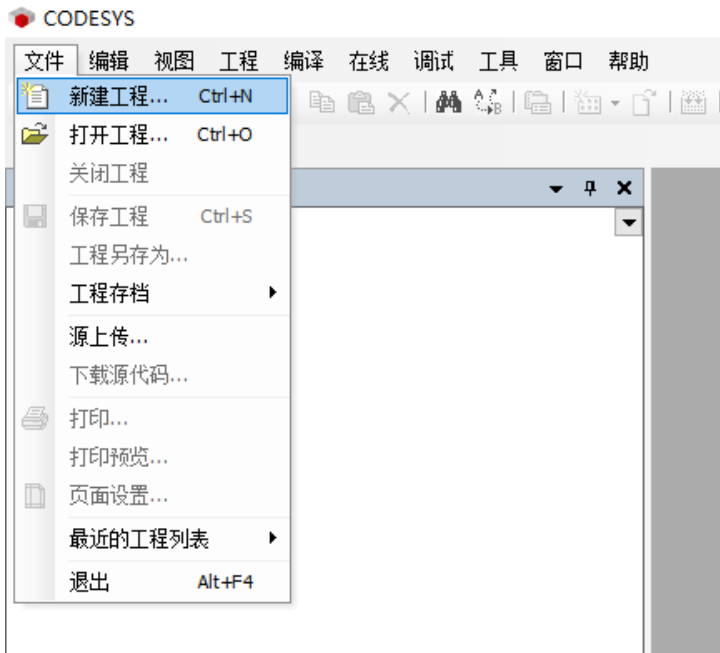 CODESYS
文件 编辑 视图 工程 编译 在线 调试 工具 窗口 帮助
新建工程... Ctrl+N
打开工程... Ctrl+O
关闭工程
保存工程 Ctrl+S
工程另存为...
工程存档
源上传...
下载源代码...
打印...
打印预览...
页面设置...
最近的工程列表
退出 Alt+F4